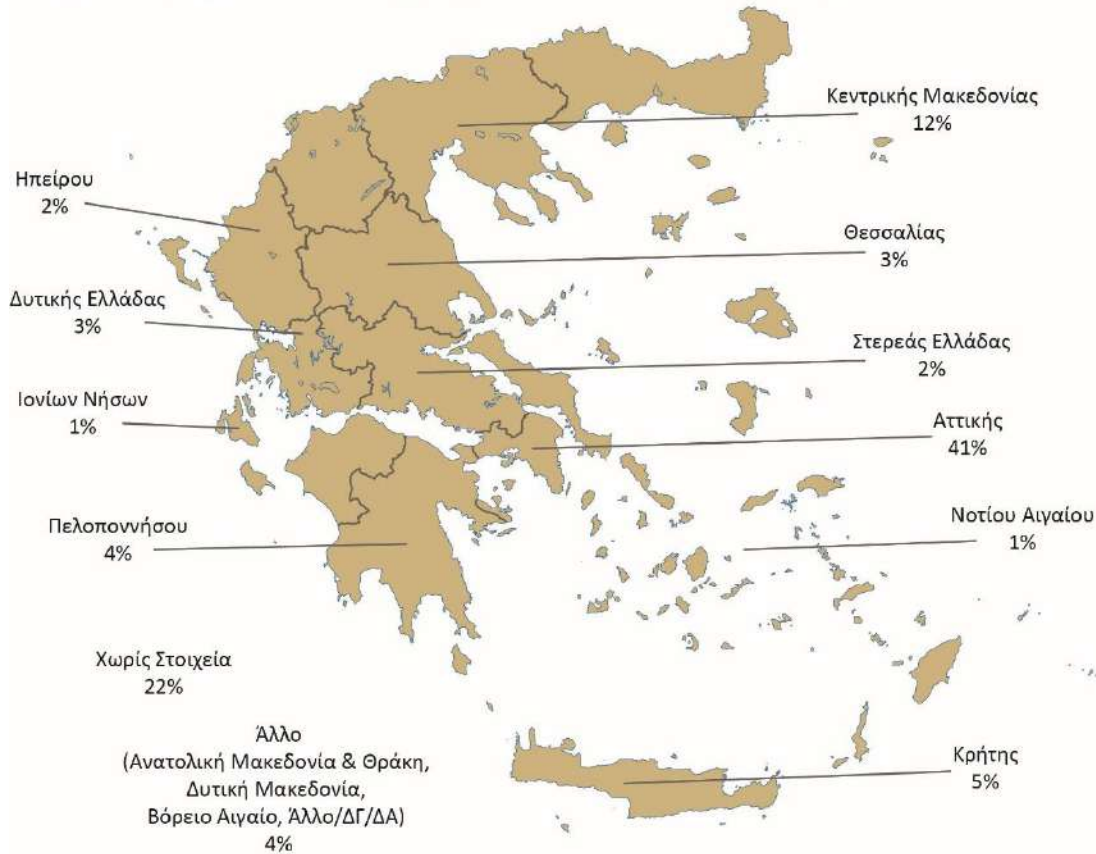 Κεντρικής Μακεδονίας
12%
Ηπείρου
2%
Θεσσαλίας
3%
Δυτικής Ελλάδας
3%
Στερεάς Ελλάδας
2%
Ιονίων Νήσων
1%
Αττικής
41%
Νοτίου Αιγαίου
1%
Πελοποννήσου
4%
Χωρίς Στοιχεία
22%
Άλλο
(Ανατολική Μακεδονία & Θράκη,
Δυτική Μακεδονία,
Βόρειο Αιγαίο, Άλλο/ΔΓ/ΔΑ)
4%
Κρήτης
5%